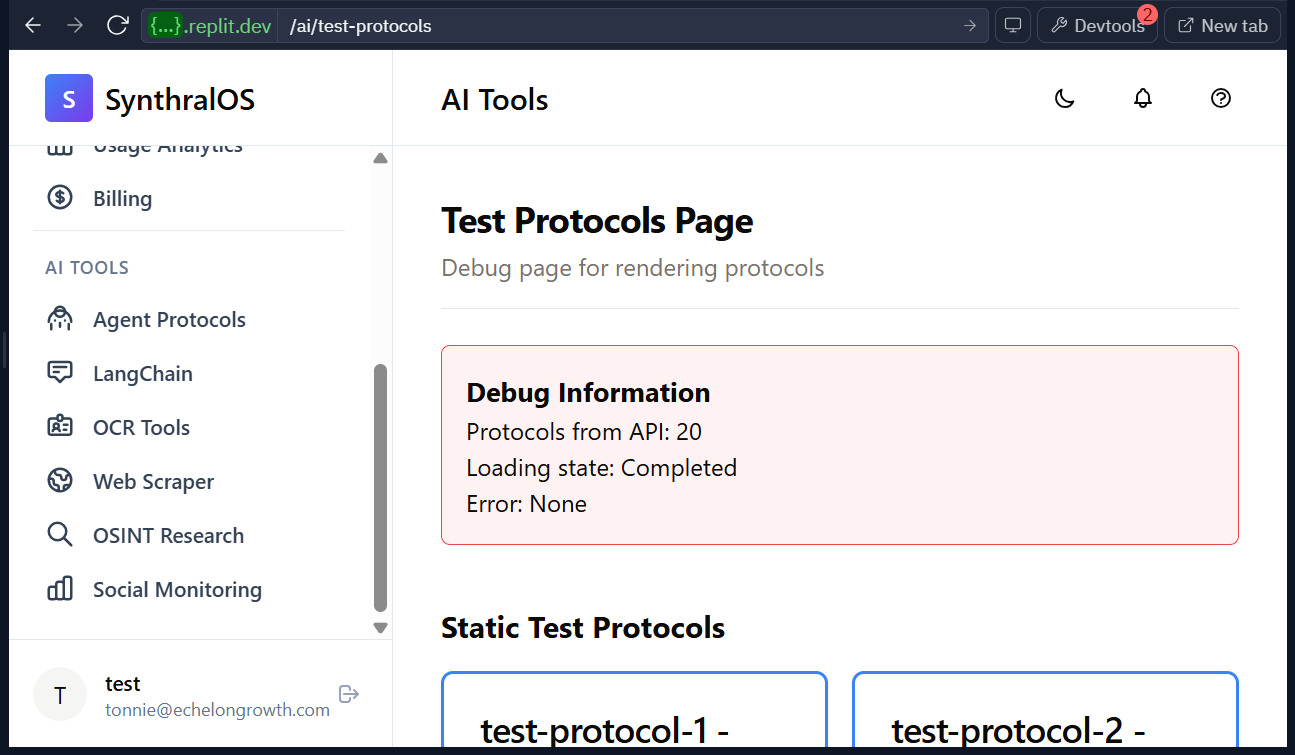 {...}.replit.dev /ai/test-protocols
Devtools 2
New tab
S SynthralOS
AI Tools
Usage Analytics
Billing
AI TOOLS
Agent Protocols
LangChain
OCR Tools
Web Scraper
OSINT Research
Social Monitoring
T
test
tonnie@echelongrowth.com
Test Protocols Page
Debug page for rendering protocols
Debug Information
Protocols from API: 20
Loading state: Completed
Error: None
Static Test Protocols
test-protocol-1 -
test-protocol-2 -